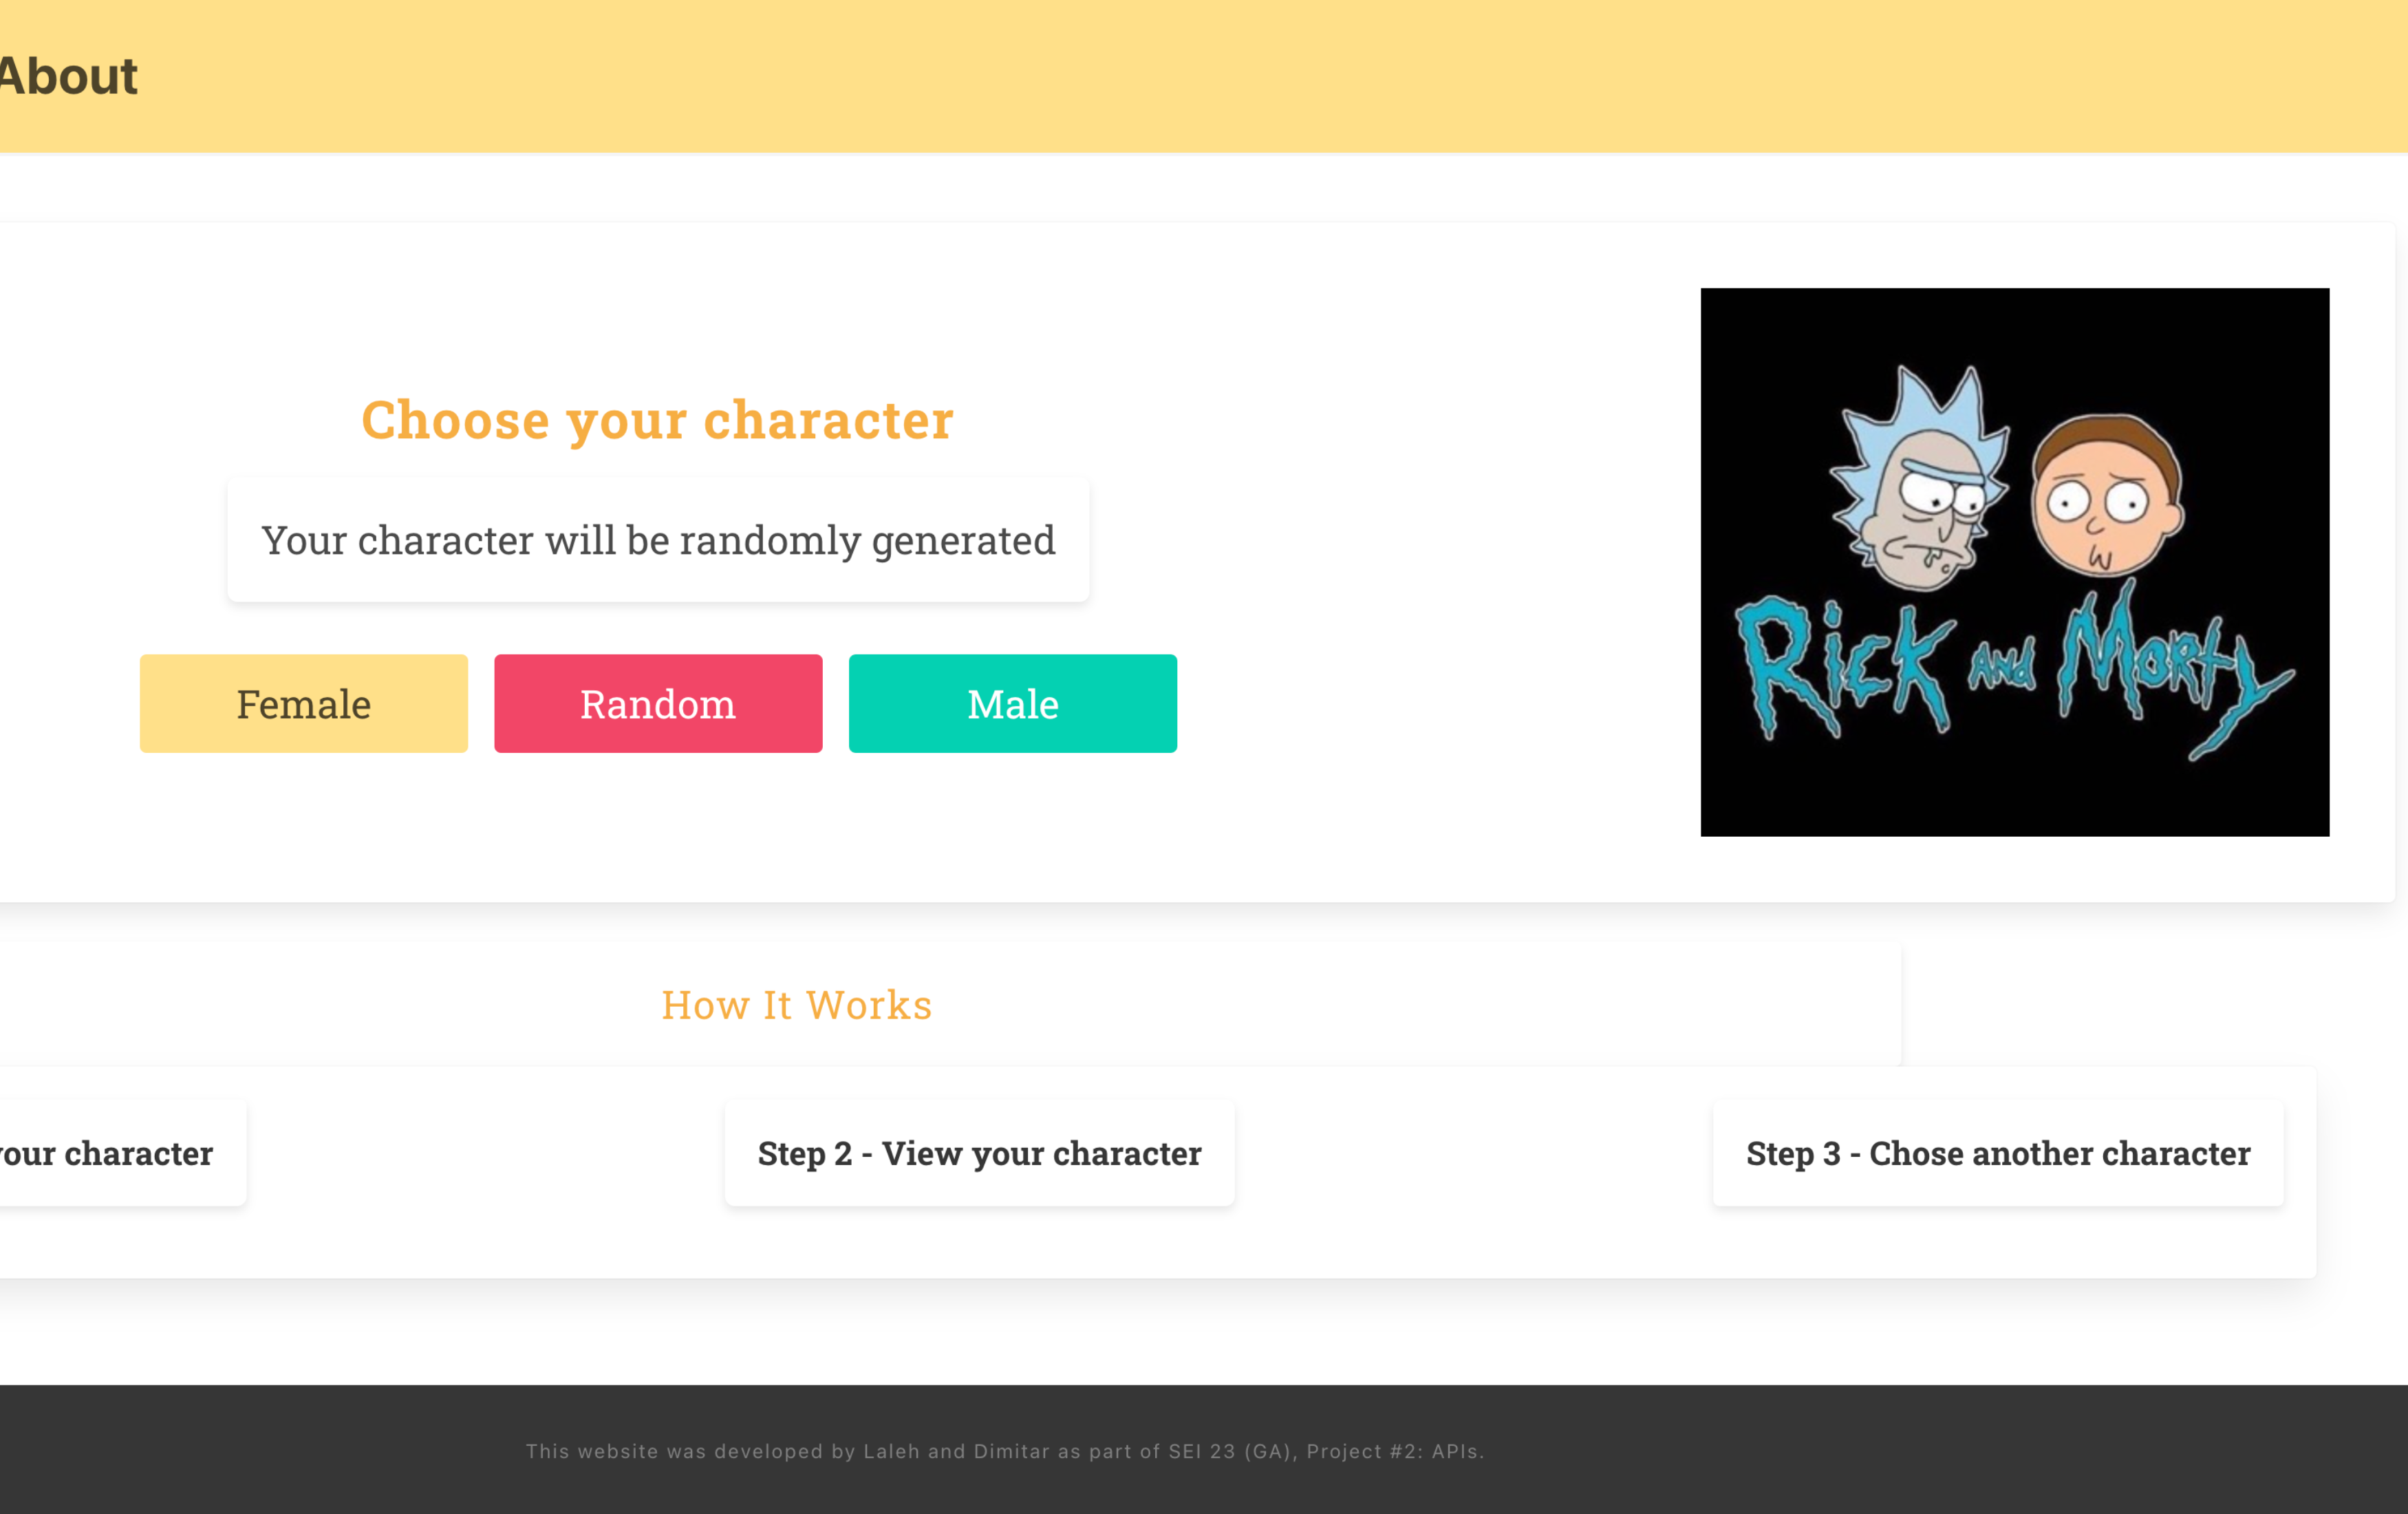 About
Choose your character
Your character will be randomly generated
Female
Random
Male
Rick and Morty
How It Works
our character
Step 2 - View your character
Step 3 - Chose another character
This website was developed by Laleh and Dimitar as part of SEI 23 (GA), Project #2: APIs.